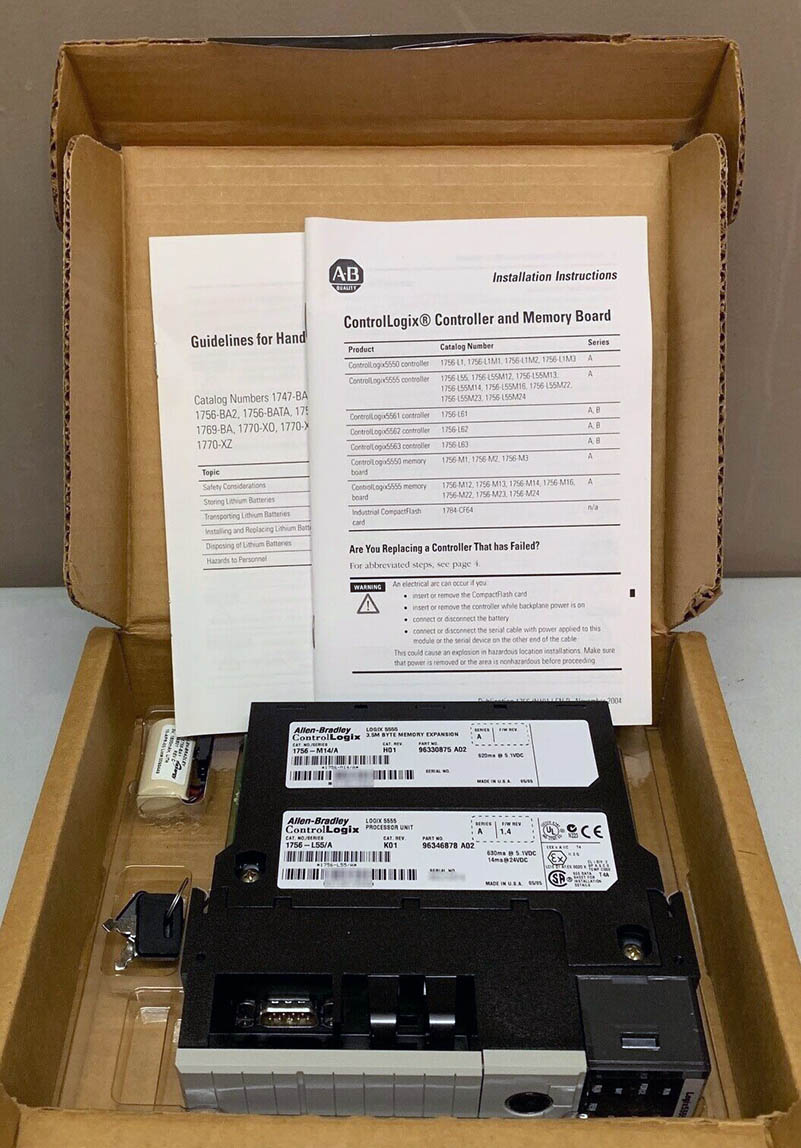 Guidelines for Hand
Catalog Numbers 1747-BA
1756-BA2, 1756-BATA, 175
1769-BA, 1770-XO, 1770-X
1770-XZ
Topic
Safety Considerations
Storing Lithium Batteries
Transporting Lithium Batteries
Installing and Replacing Lithium Batt
Disposing of Lithium Batteries
Hazards to Personnel
A-B
QUALITY
Installation Instructions
ControlLogix® Controller and Memory Board
Product Catalog Number Series
ControlLogix5550 controller 1756-L1, 1756-L1M1, 1756-L1M2, 1756-L1M3 A
ControlLogix5555 controller 1756-L55, 1756-L55M12, 1756-L55M13, A
1756-L55M14, 1756-L55M16, 1756-L55M22,
1756-L55M23, 1756-L55M24
ControlLogix5561 controller 1756-L61 A, B
ControlLogix5562 controller 1756-L62 A, B
ControlLogix5563 controller 1756-L63 A, B
ControlLogix5550 memory 1756-M1, 1756-M2, 1756-M3 A
board
ControlLogix5555 memory 1756-M12, 1756-M13, 1756-M14, 1756-M16, A
board 1756-M22, 1756-M23, 1756-M24
Industrial CompactFlash 1784-CF64 n/a
card
Are You Replacing a Controller That has Failed?
For abbreviated steps, see page 4.
WARNING An electrical arc can occur if you:
• insert or remove the CompactFlash card
• insert or remove the controller while backplane power is on
• connect or disconnect the battery
• connect or disconnect the serial cable with power applied to this
module or the serial device on the other end of the cable
This could cause an explosion in hazardous location installations. Make sure
that power is removed or the area is nonhazardous before proceeding.
November 2004
Allen-Bradley LOGIX 5555
ControlLogix 3.5M BYTE MEMORY EXPANSION
CAT. NO./SERIES CAT. REV. PART NO. SERIES F/W REV
1756-M14/A H01 96330875 A02 A
620ma @ 5.1VDC
*1756-M14/A*
SERIAL NO.
MADE IN U.S.A. 05/05
Allen-Bradley LOGIX 5555
ControlLogix PROCESSOR UNIT
CAT. NO./SERIES CAT. REV. PART NO. SERIES F/W REV
1756-L55/A K01 96346878 A02 A 1.4
630ma @ 5.1VDC
14ma @24VDC
*1756-L55/A*
SERIAL NO.
MADE IN U.S.A. 05/05
UL
CE
Ex
SA